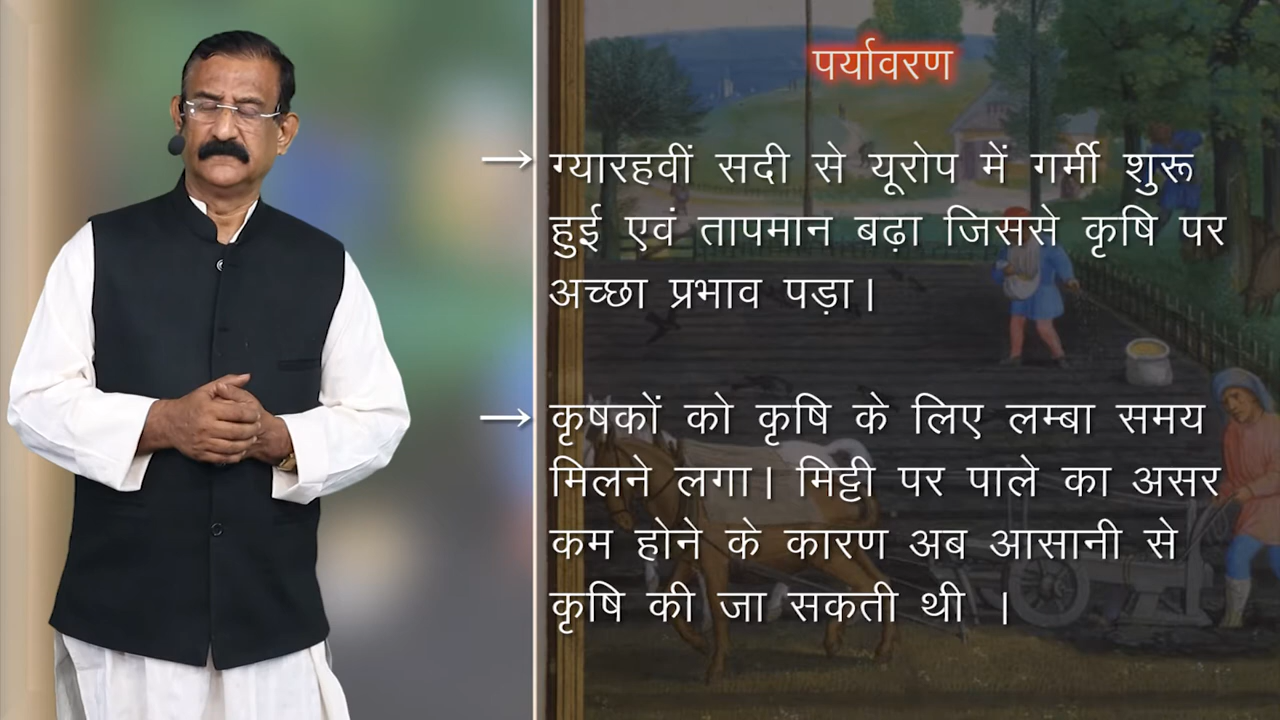 पर्यावरण
→ ग्यारहवीं सदी से यूरोप में गर्मी शुरू
हुई एवं तापमान बढ़ा जिससे कृषि पर
अच्छा प्रभाव पड़ा।
→ कृषकों को कृषि के लिए लम्बा समय
मिलने लगा। मिट्टी पर पाले का असर
कम होने के कारण अब आसानी से
कृषि की जा सकती थी ।